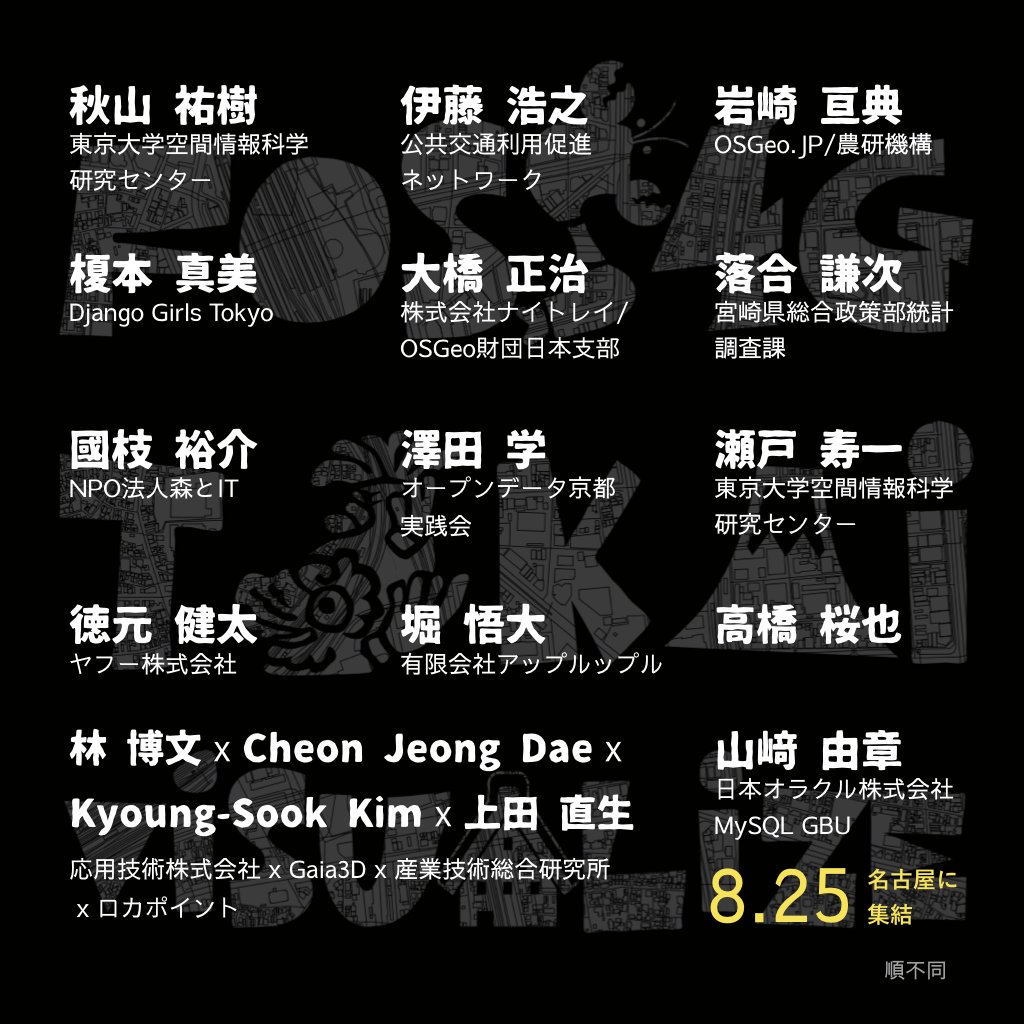 秋山 祐樹
東京大学空間情報科学
研究センター
伊藤 浩之
公共交通利用促進
ネットワーク
岩崎 亘典
OSGeo.JP/農研機構
榎本 真美
Django Girls Tokyo
大橋 正治
株式会社ナイトレイ/
OSGeo財団日本支部
落合 謙次
宮崎県総合政策部統計
調査課
國枝 裕介
NPO法人森とIT
澤田 学
オープンデータ京都
実践会
瀬戸 寿一
東京大学空間情報科学
研究センター
徳元 健太
ヤフー株式会社
堀 悟大
有限会社アップルップル
高橋 桜也
林 博文 x Cheon Jeong Dae x
Kyoung-Sook Kim x 上田 直生
応用技術株式会社 x Gaia3D x 産業技術総合研究所
x ロカポイント
山﨑 由章
日本オラクル株式会社
MySQL GBU
8.25 名古屋に
集結
順不同
FOSS4G
TOKAi
ViSUALiZE